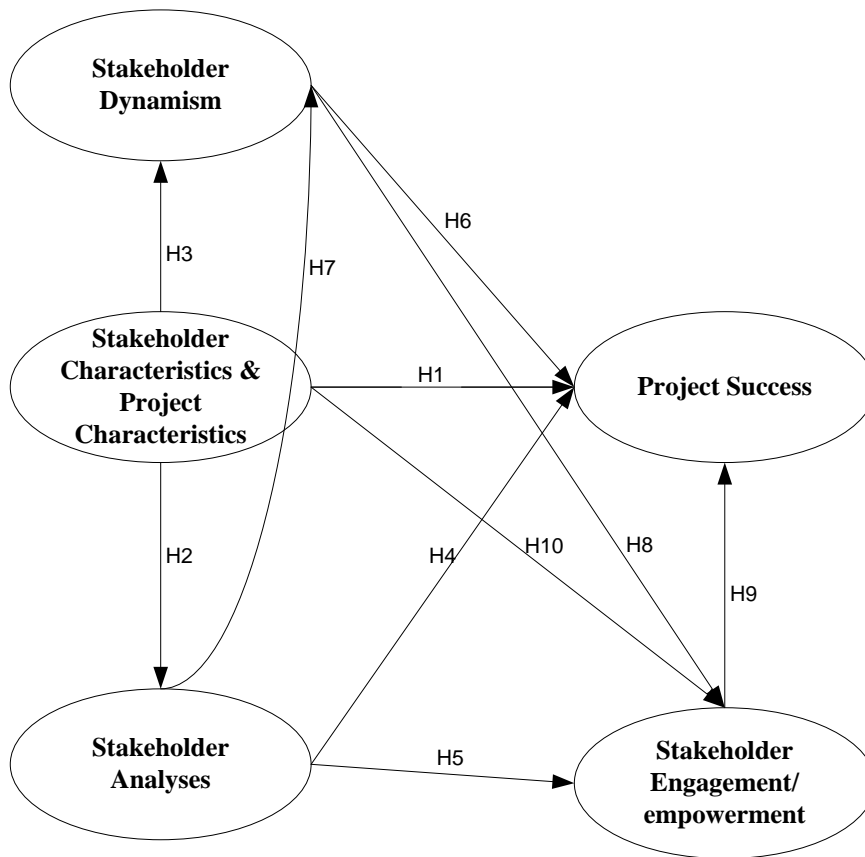 Stakeholder
Dynamism
H6
H3
H7
Stakeholder
Characteristics &
Project
Characteristics
H1
Project Success
H2
H4
H10
H8
H9
Stakeholder
Analyses
H5
Stakeholder
Engagement/
empowerment